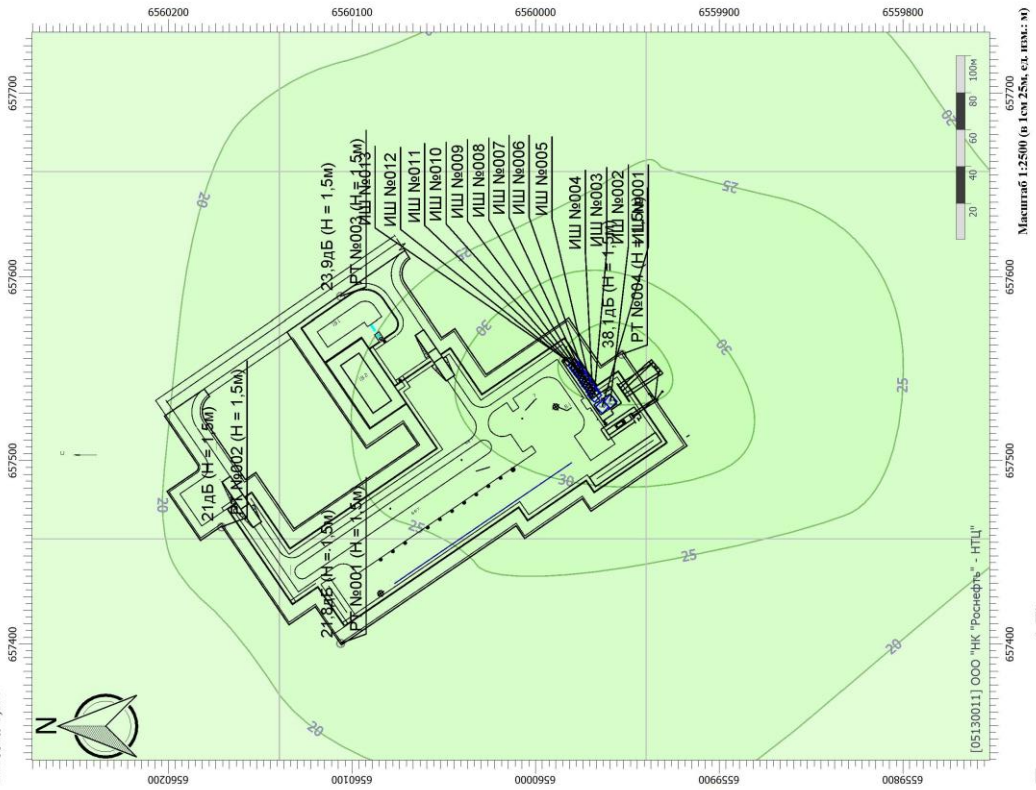 6560200
6560100
6560000
6559900
6559800
657700
657600
657500
657400
657700
657600
657500
657400
6560200
6560100
6560000
6559900
6559800
N
20
20
20
20
20
25
25
25
25
25
30
30
30
23,9дБ (H = 1,5м)
РТ №003 (H = 1,5м)
ИШ №013
ИШ №012
ИШ №011
ИШ №010
ИШ №009
ИШ №008
ИШ №007
ИШ №006
ИШ №005
ИШ №004
ИШ №003
ИШ №002
ИШ №001
38,1дБ (H = 1,5м)
РТ №004 (H = 1,5м)
21дБ (H = 1,5м)
РТ №002 (H = 1,5м)
21,8дБ (H = 1,5м)
РТ №001 (H = 1,5м)
20 40 60 80 100м
[05130011] ООО "НК "Роснефть" - НТЦ"
Масштаб 1:2500 (в 1см 25м, ед. изм.: м)